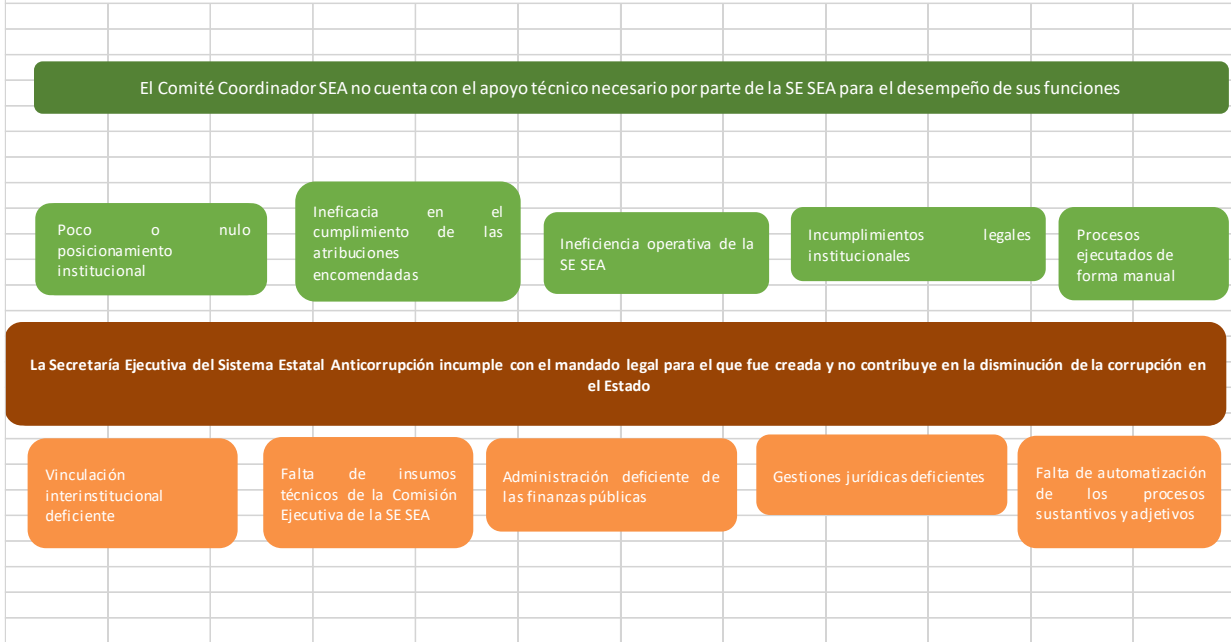 El Comité Coordinador SEA no cuenta con el apoyo técnico necesario por parte de la SE SEA para el desempeño de sus funciones
Poco o nulo
posicionamiento
institucional
Ineficacia en el
cumplimiento de las
atribuciones
encomendadas
Ineficiencia operativa de la
SE SEA
Incumplimientos legales
institucionales
Procesos
ejecutados de
forma manual
La Secretaría Ejecutiva del Sistema Estatal Anticorrupción incumple con el mandado legal para el que fue creada y no contribuye en la disminución de la corrupción en
el Estado
Vinculación
interinstitucional
deficiente
Falta de insumos
técnicos de la Comisión
Ejecutiva de la SE SEA
Administración deficiente de
las finanzas públicas
Gestiones jurídicas deficientes
Falta de automatización
de los procesos
sustantivos y adjetivos